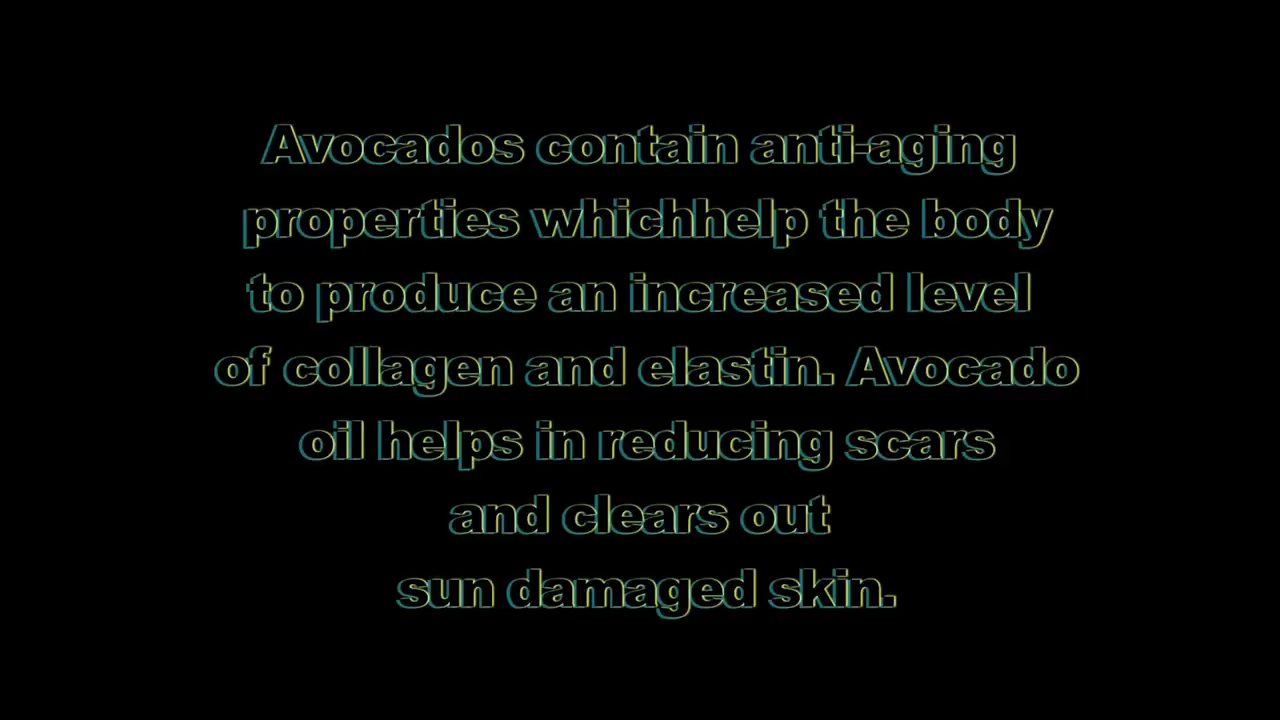 Avocados contain anti-aging
properties whichhelp the body
to produce an increased level
of collagen and elastin. Avocado
oil helps in reducing scars
and clears out
sun damaged skin.